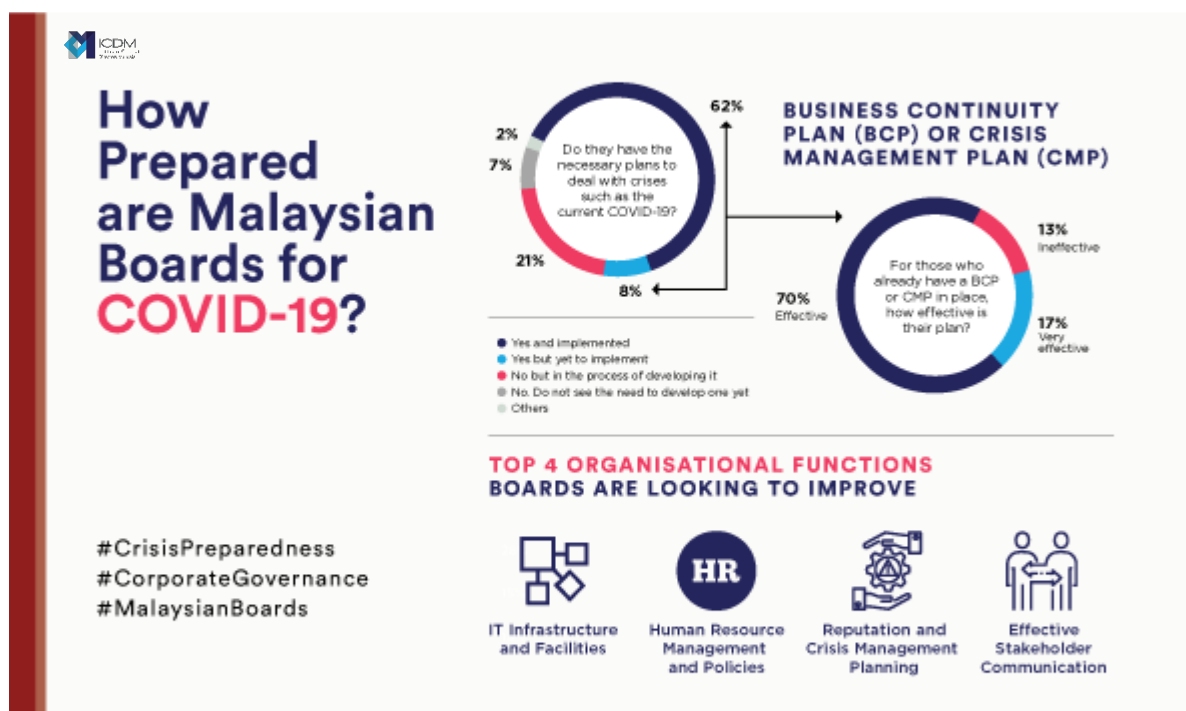 ICDM
How
Prepared
are Malaysian
Boards for
COVID-19?
#CrisisPreparedness
#CorporateGovernance
#MalaysianBoards
62%
2%
7%
21%
8%
Do they have the
necessary plans to
deal with crises
such as the
current COVID-19?
Yes and implemented
Yes but yet to implement
No but in the process of developing it
No. Do not see the need to develop one yet
Others
BUSINESS CONTINUITY
PLAN (BCP) OR CRISIS
MANAGEMENT PLAN (CMP)
For those who
already have a BCP
or CMP in place,
how effective is
their plan?
13%
Ineffective
70%
Effective
17%
Very
effective
TOP 4 ORGANISATIONAL FUNCTIONS
BOARDS ARE LOOKING TO IMPROVE
HR
IT Infrastructure
and Facilities
Human Resource
Management
and Policies
Reputation and
Crisis Management
Planning
Effective
Stakeholder
Communication